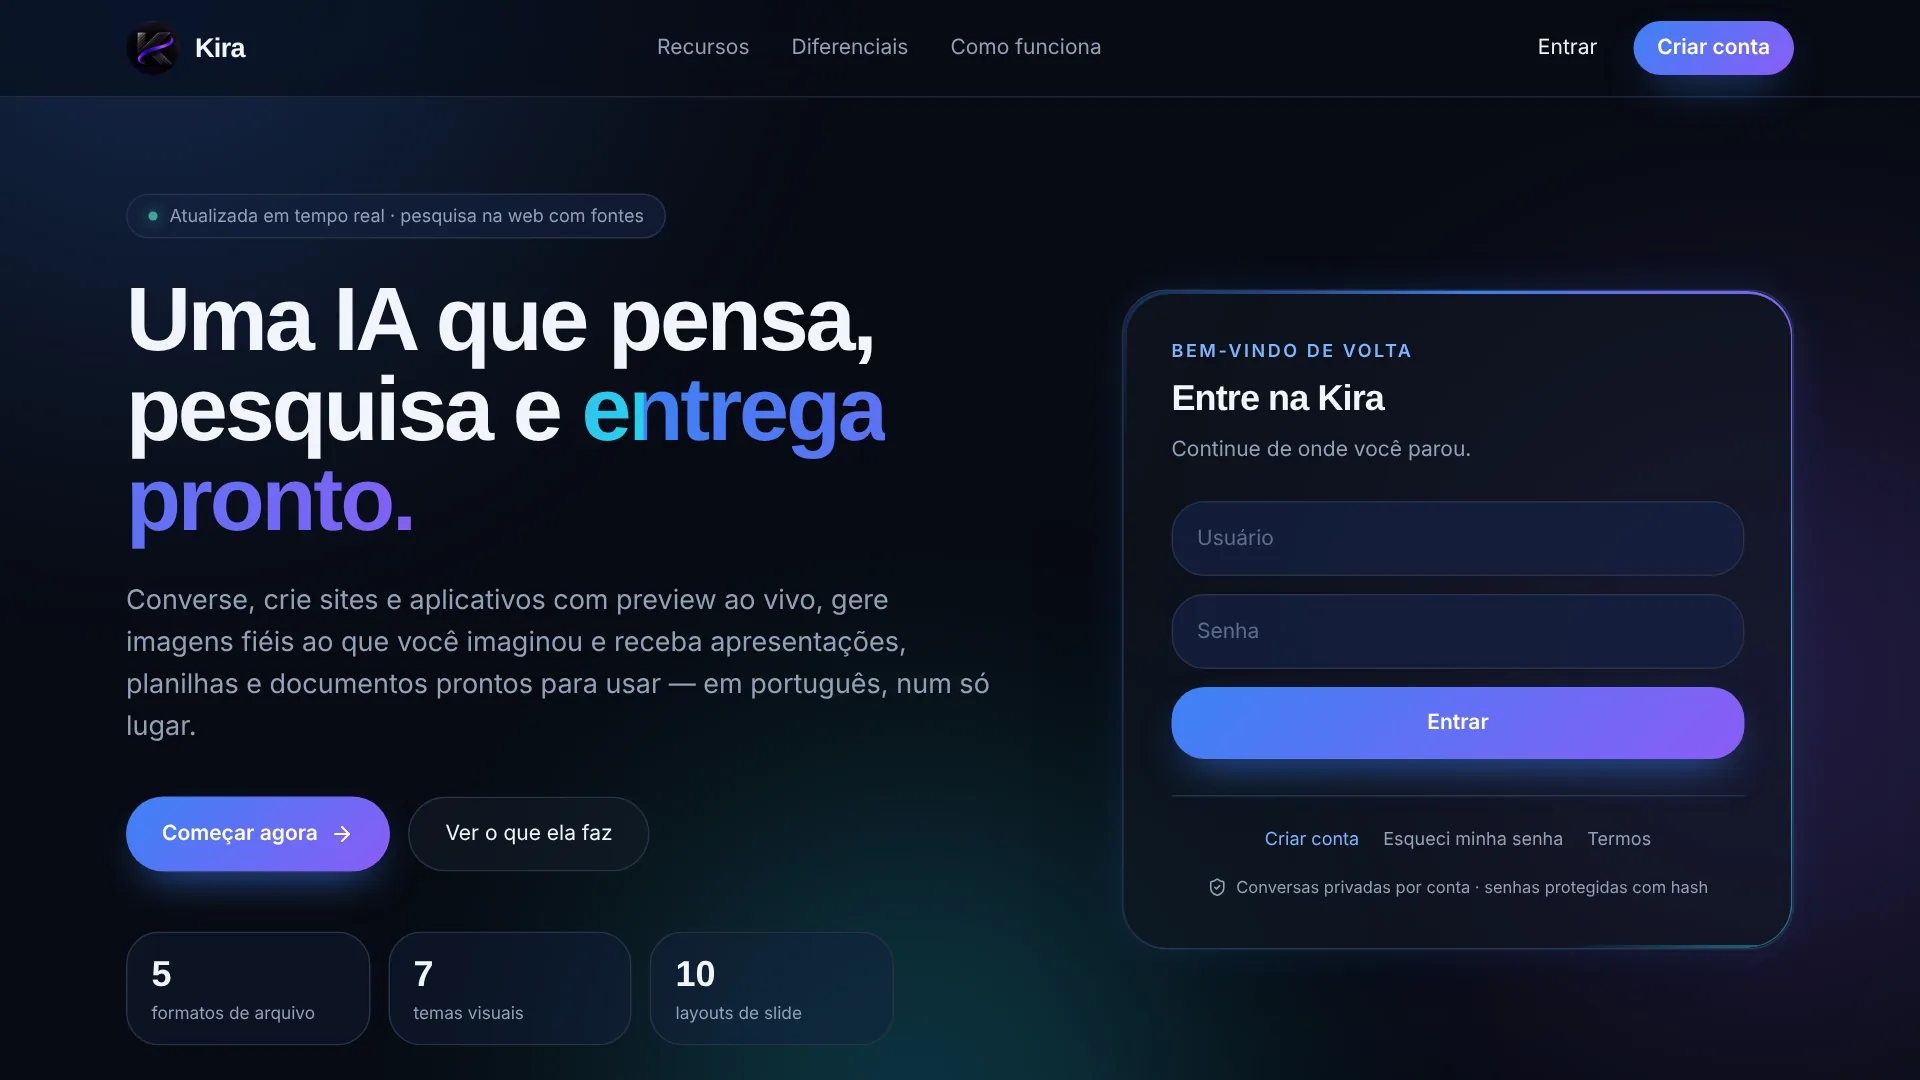 Kira
Recursos
Diferenciais
Como funciona
Entrar
Criar conta
Atualizada em tempo real · pesquisa na web com fontes
Uma IA que pensa,
pesquisa e entrega
pronto.
Converse, crie sites e aplicativos com preview ao vivo, gere
imagens fiéis ao que você imaginou e receba apresentações,
planilhas e documentos prontos para usar — em português, num só
lugar.
Começar agora →
Ver o que ela faz
5
formatos de arquivo
7
temas visuais
10
layouts de slide
BEM-VINDO DE VOLTA
Entre na Kira
Continue de onde você parou.
Usuário
Senha
Entrar
Criar conta
Esqueci minha senha
Termos
Conversas privadas por conta · senhas protegidas com hash